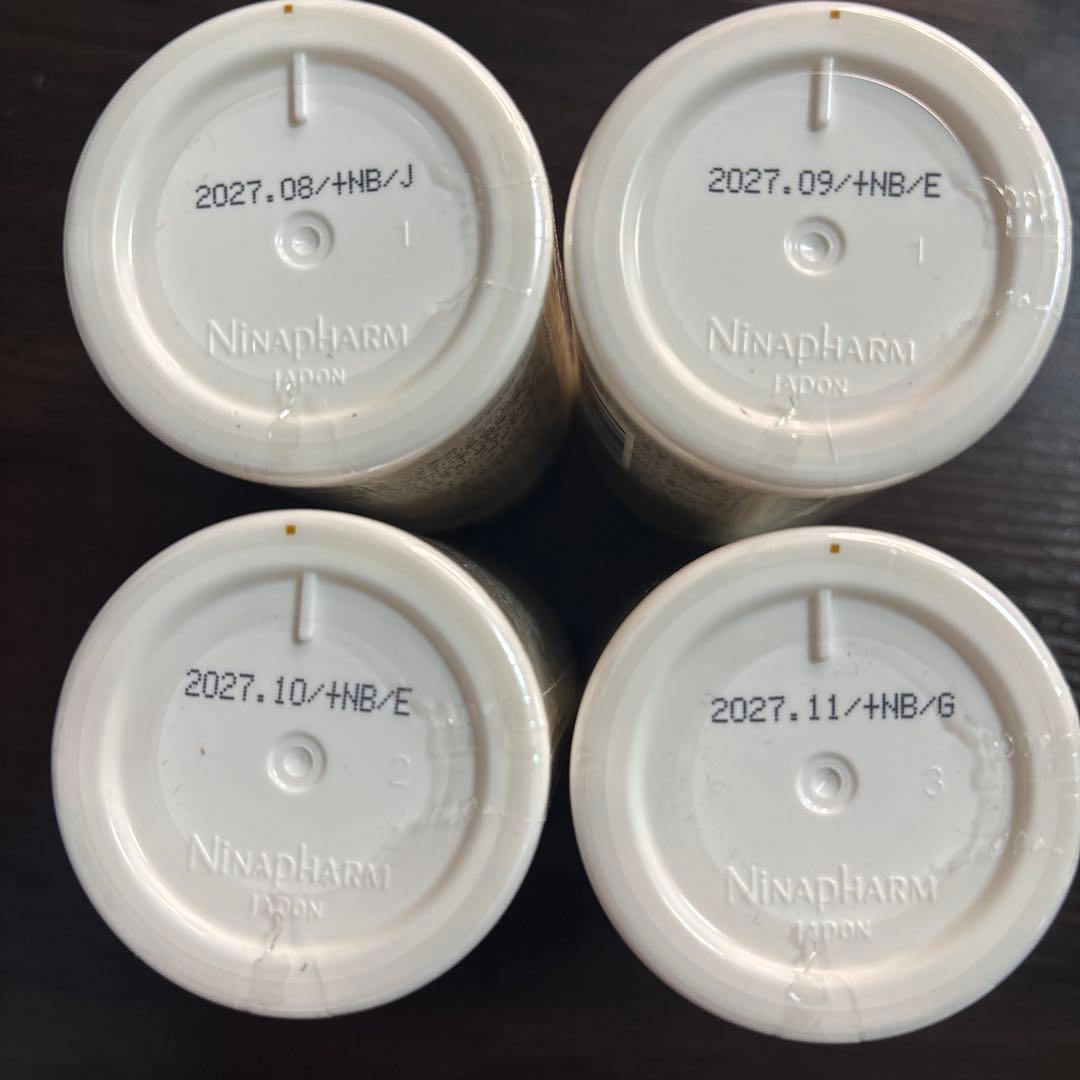 2027.08/+NB/J
1
NINAPHARM
JAPON
2027.09/+NB/E
1
NINAPHARM
JAPON
2027.10/+NB/E
2
NINAPHARM
JAPON
2027.11/+NB/G
3
NINAPHARM
JAPON